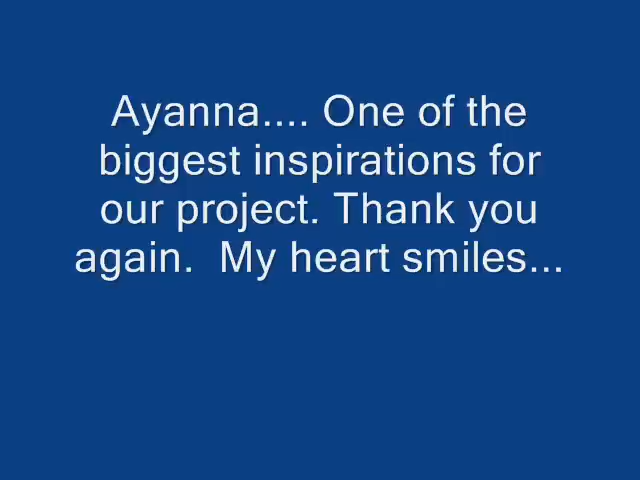 Ayanna.... One of the
biggest inspirations for
our project. Thank you
again.  My heart smiles...